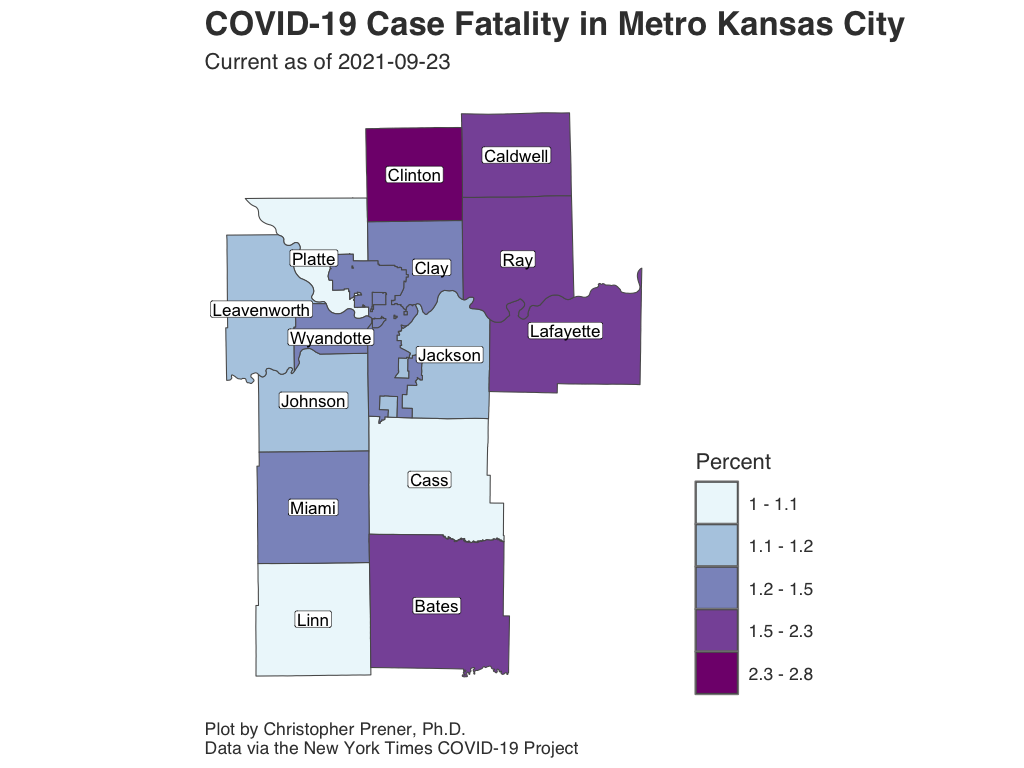 COVID-19 Case Fatality in Metro Kansas City
Current as of 2021-09-23
Caldwell
Clinton
Platte
Clay
Ray
Leavenworth
Wyandotte
Lafayette
Jackson
Johnson
Cass
Miami
Bates
Linn
Percent
1 - 1.1
1.1 - 1.2
1.2 - 1.5
1.5 - 2.3
2.3 - 2.8
Plot by Christopher Prener, Ph.D.
Data via the New York Times COVID-19 Project